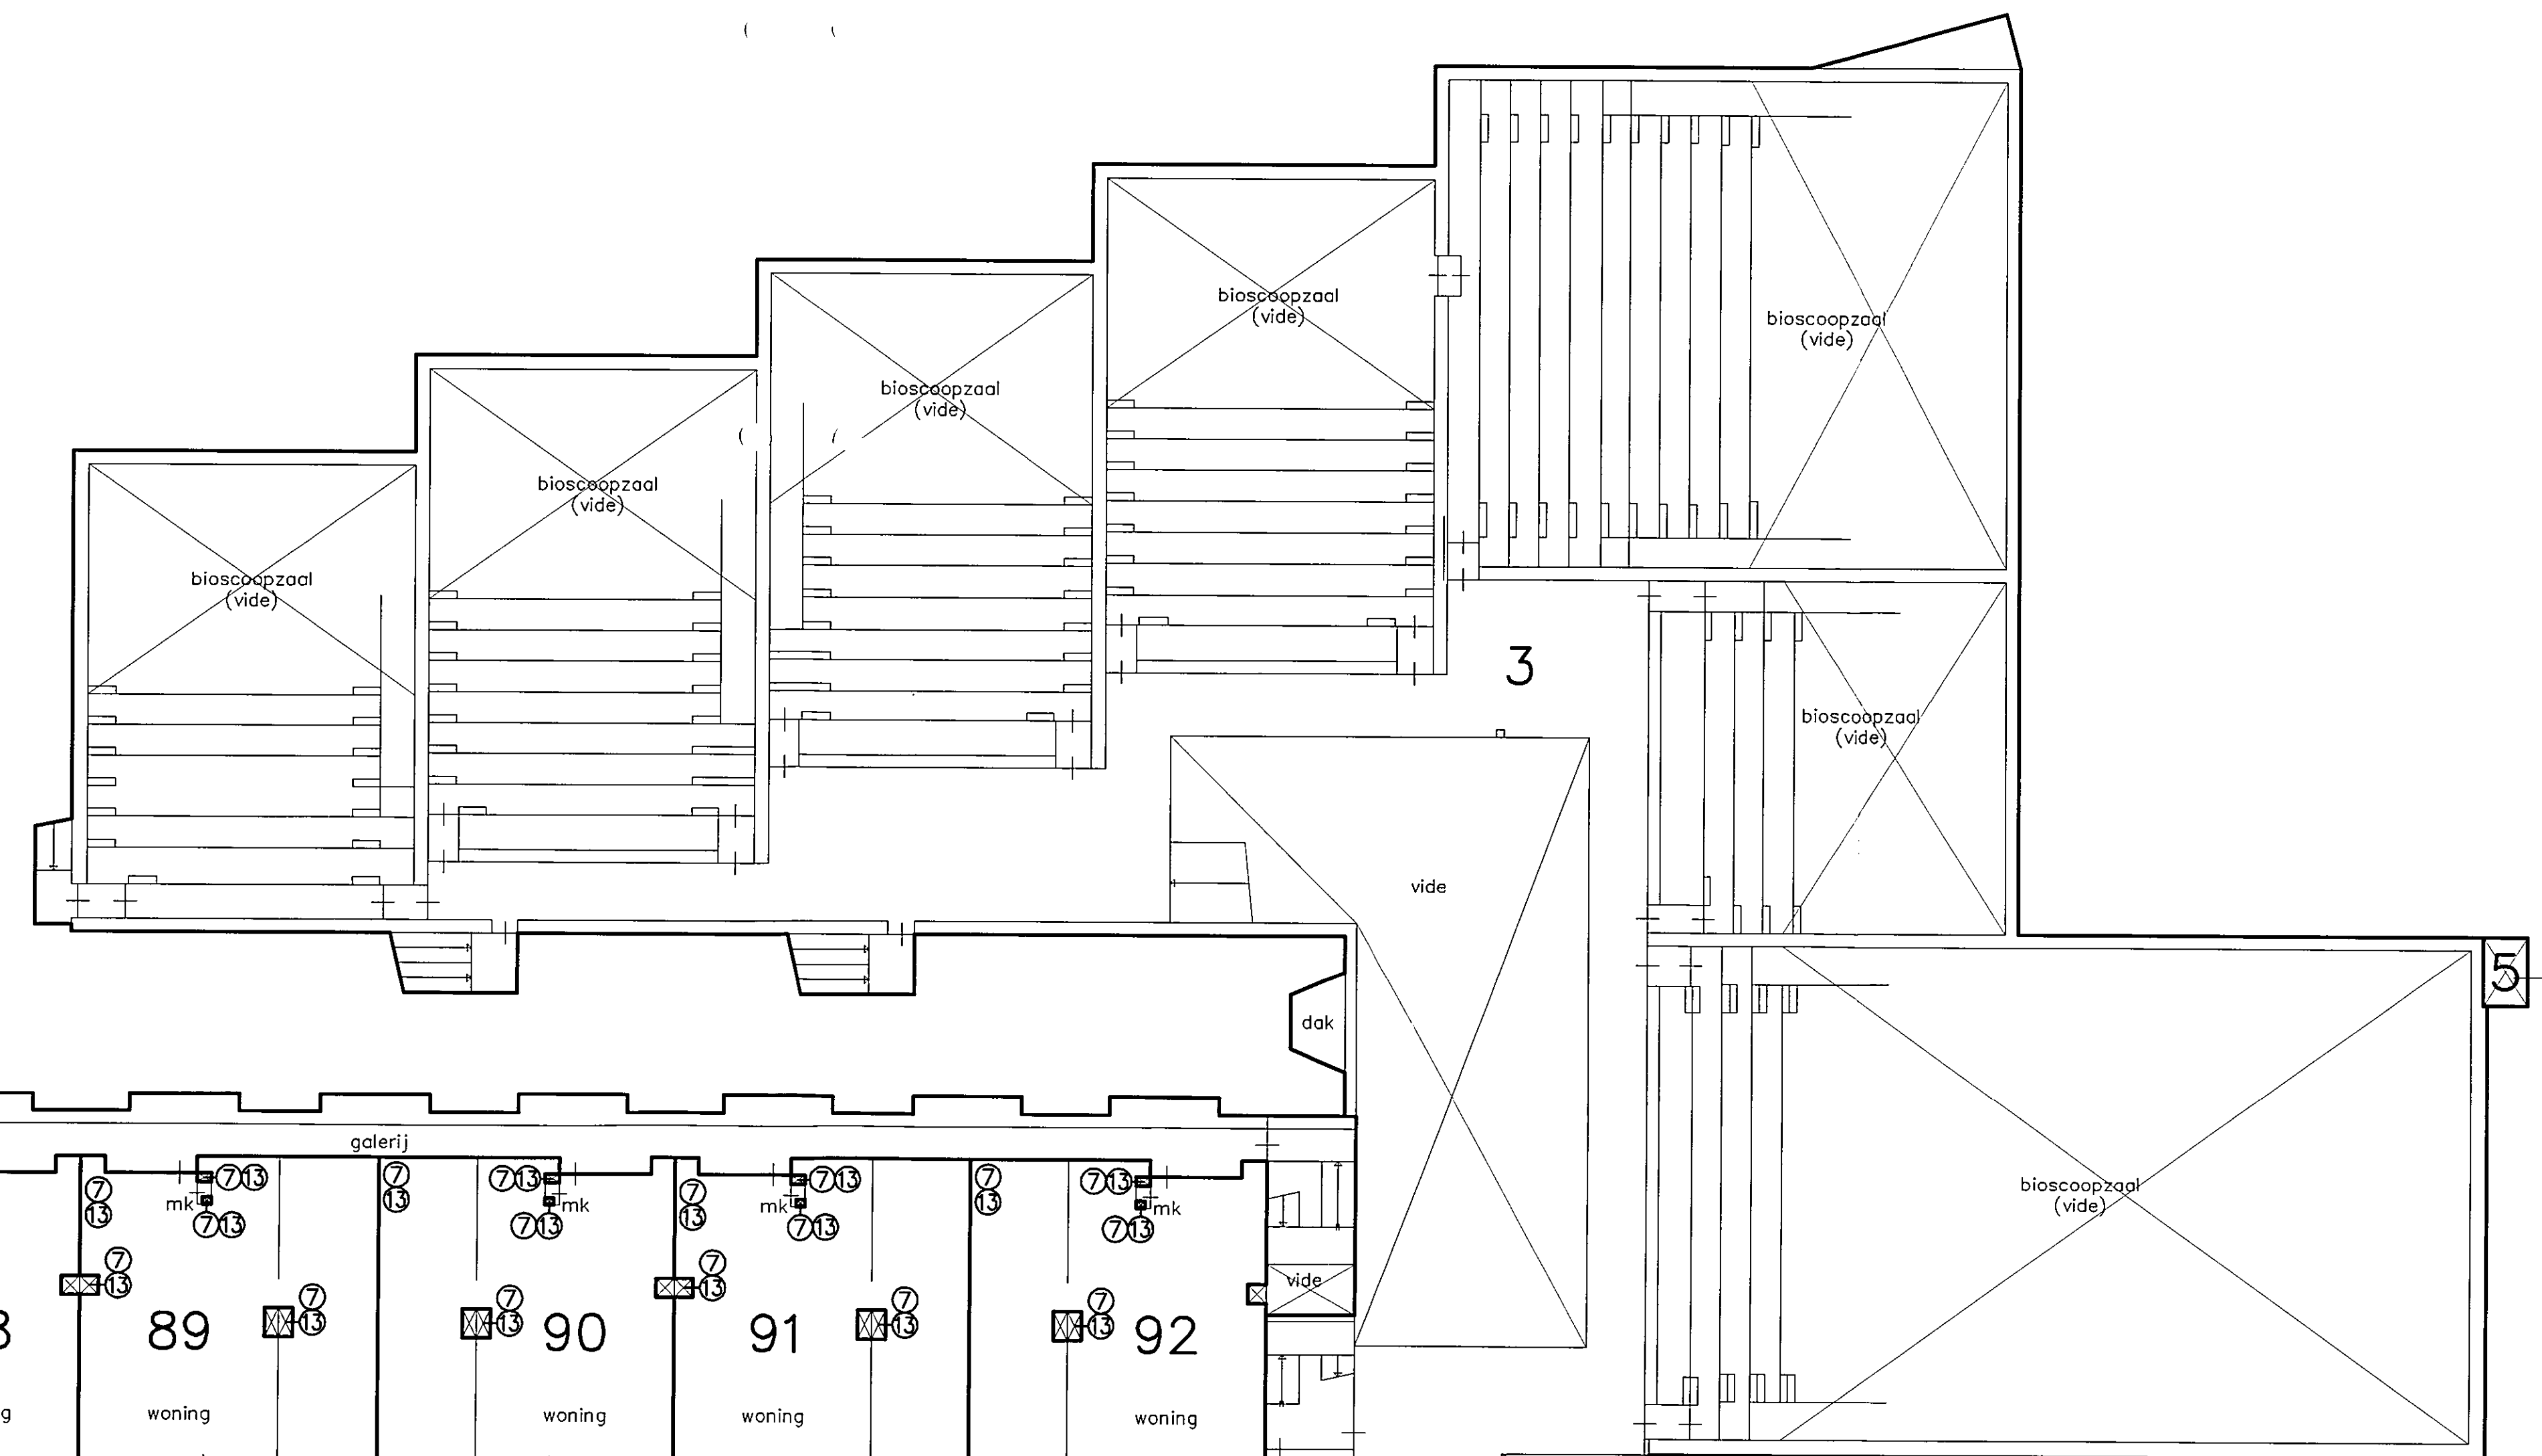 bioscoopzaal
(vide)
bioscoopzaal
(vide)
bioscoopzaal
(vide)
bioscoopzaal
(vide)
bioscoopzaal
(vide)
3
bioscoopzaal
(vide)
vide
5
dak
bioscoopzaal
(vide)
galerij
7
13
7 13
mk
7 13
7
13
7 13
mk
7 13
7
13
7 13
mk
7 13
7
13
7 13
mk
7 13
7
13
7
13
7
13
7
13
7
13
7
13
vide
89
90
91
92
woning
woning
woning
woning